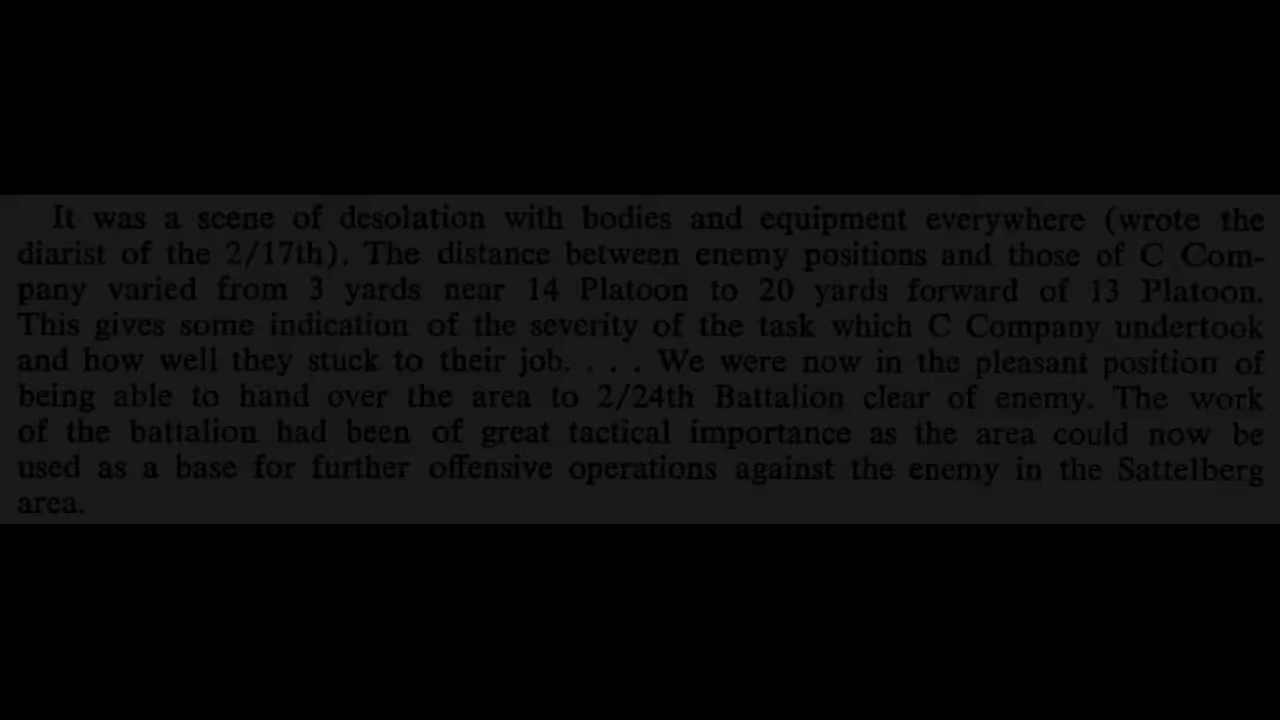 It was a scene of desolation with bodies and equipment everywhere (wrote the
diarist of the 2/17th). The distance between enemy positions and those of C Com-
pany varied from 3 yards near 14 Platoon to 20 yards forward of 13 Platoon.
This gives some indication of the severity of the task which C Company undertook
and how well they stuck to their job. . . . We were now in the pleasant position of
being able to hand over the area to 2/24th Battalion clear of enemy. The work
of the battalion had been of great tactical importance as the area could now be
used as a base for further offensive operations against the enemy in the Sattelberg
area.